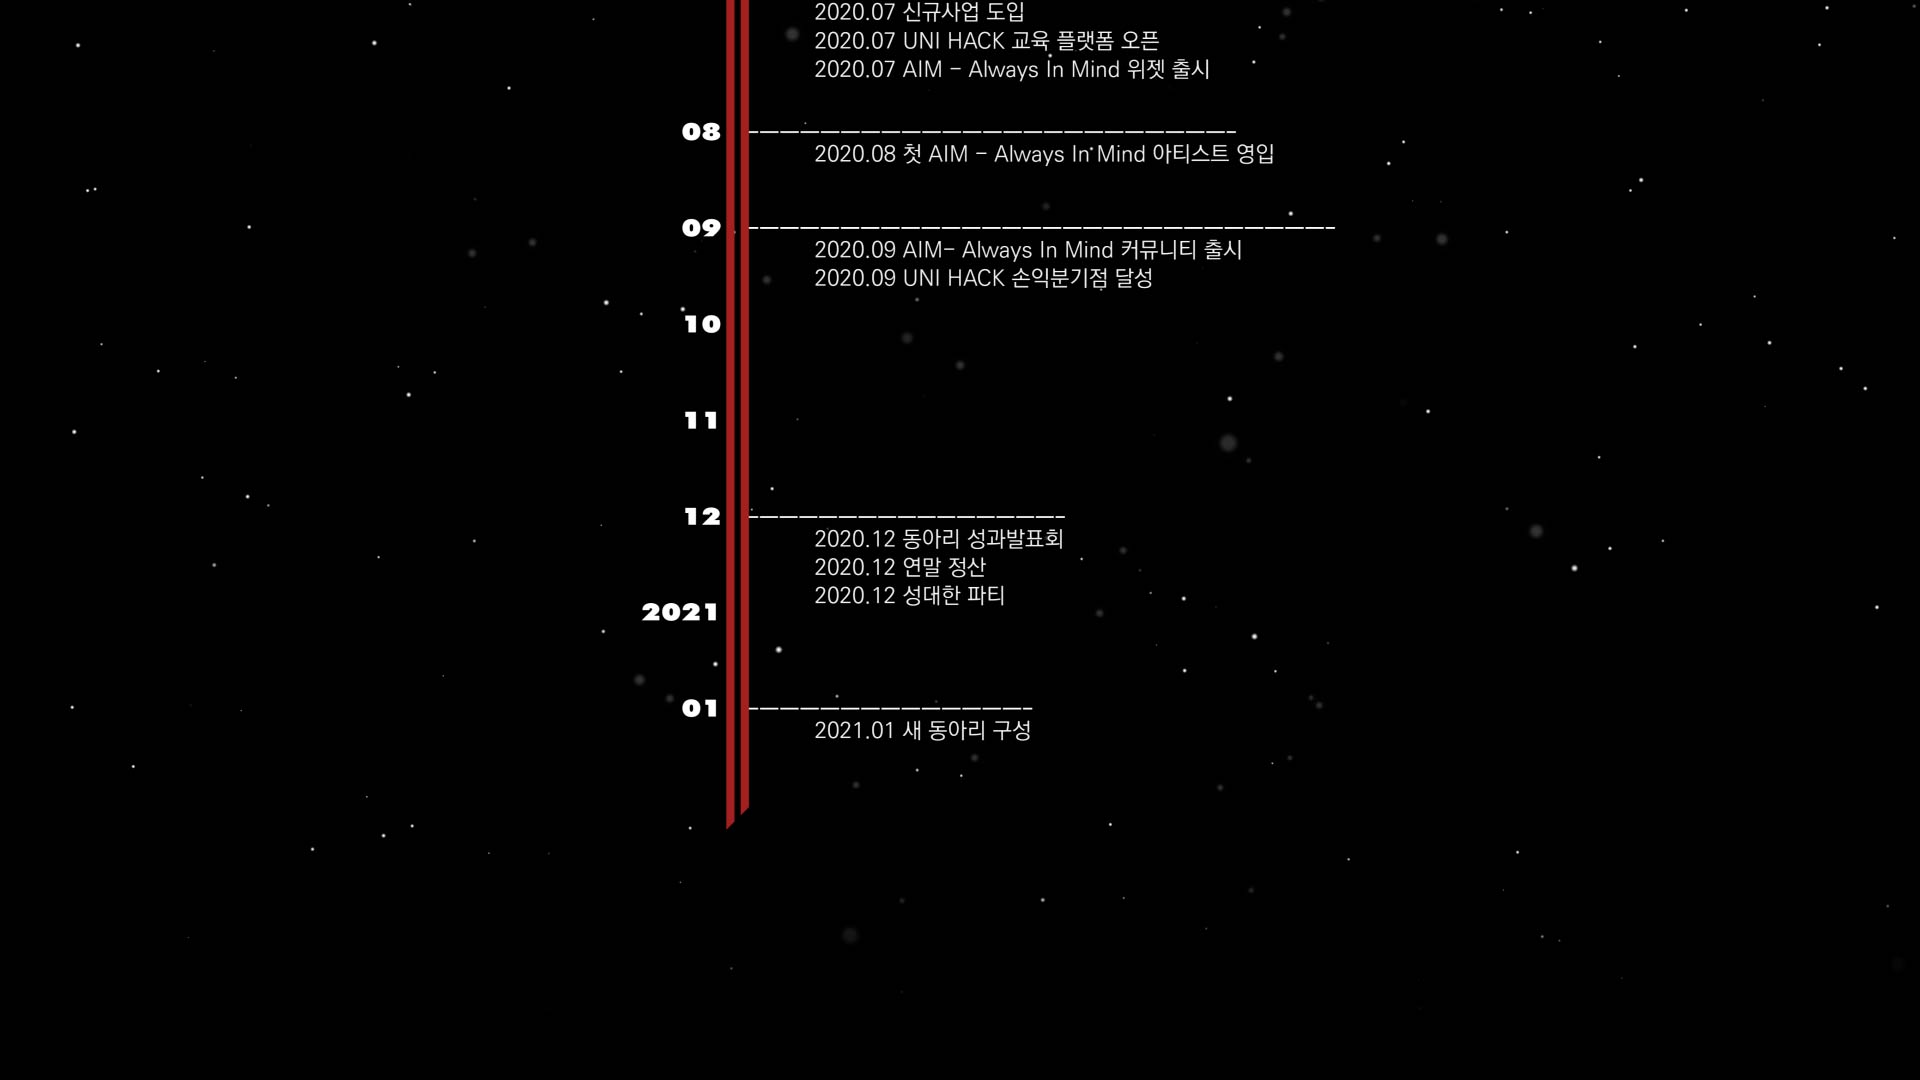 2020.07 신규사업 도입
2020.07 UNI HACK 교육 플랫폼 오픈
2020.07 AIM - Always In Mind 위젯 출시
08
2020.08 첫 AIM - Always In Mind 아티스트 영입
09
2020.09 AIM- Always In Mind 커뮤니티 출시
2020.09 UNI HACK 손익분기점 달성
10
11
12
2020.12 동아리 성과발표회
2020.12 연말 정산
2020.12 성대한 파티
2021
01
2021.01 새 동아리 구성